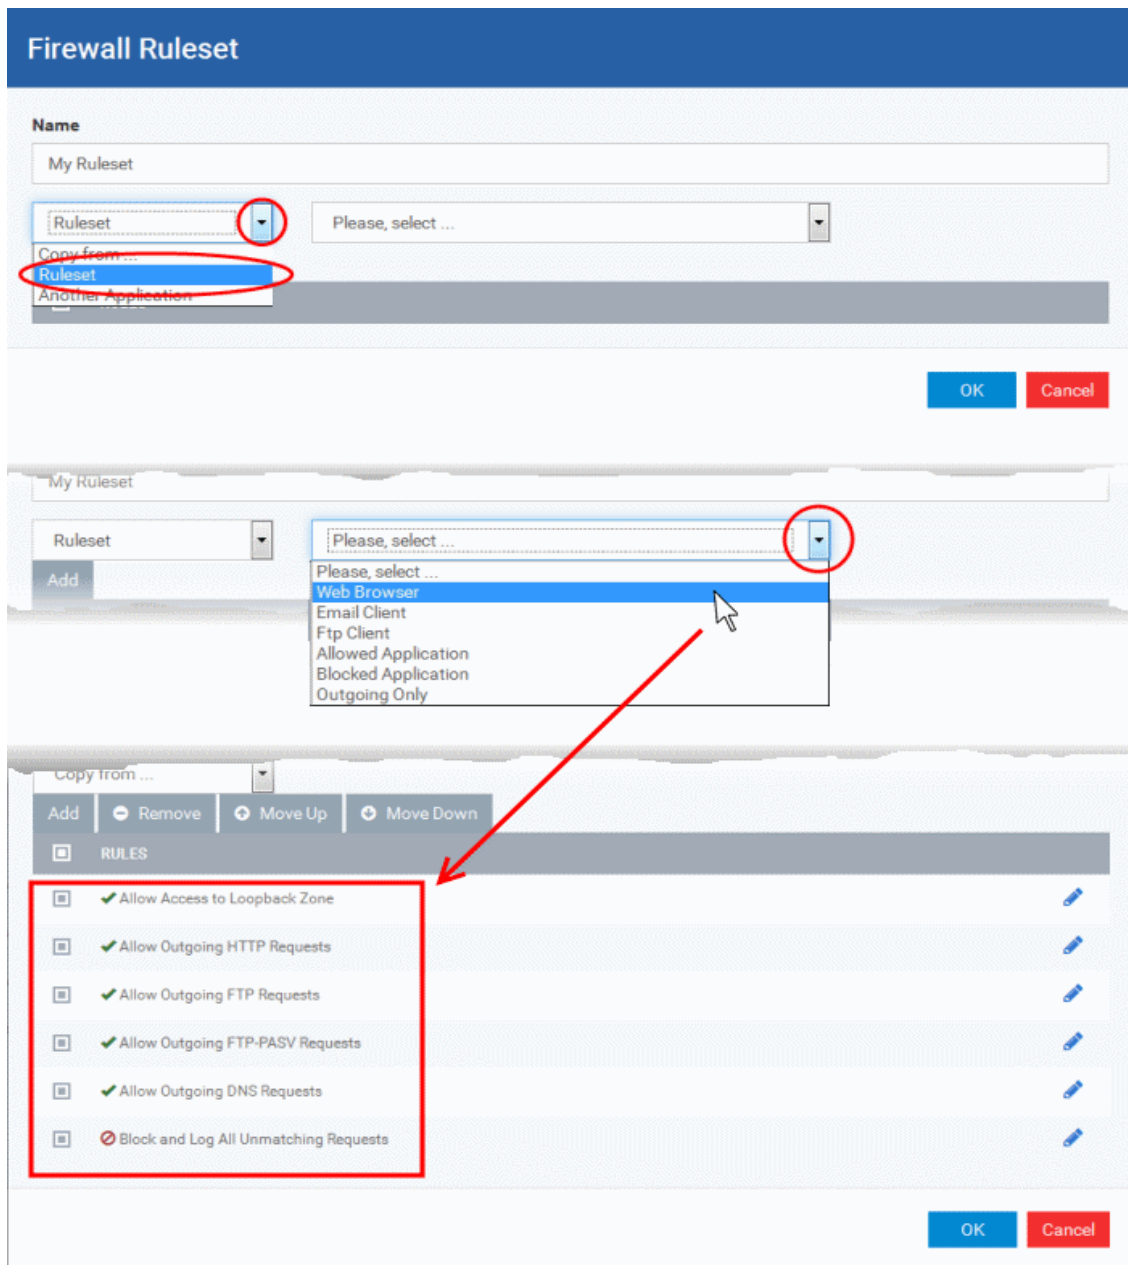 Firewall Ruleset
Name
My Ruleset
Ruleset
Please, select ...
Copy from ...
Ruleset
Another Application
OK
Cancel
My Ruleset
Ruleset
Please, select ...
Add
Please, select ...
Web Browser
Email Client
Ftp Client
Allowed Application
Blocked Application
Outgoing Only
Copy from ...
Add
Remove
Move Up
Move Down
RULES
Allow Access to Loopback Zone
Allow Outgoing HTTP Requests
Allow Outgoing FTP Requests
Allow Outgoing FTP-PASV Requests
Allow Outgoing DNS Requests
Block and Log All Unmatching Requests
OK
Cancel